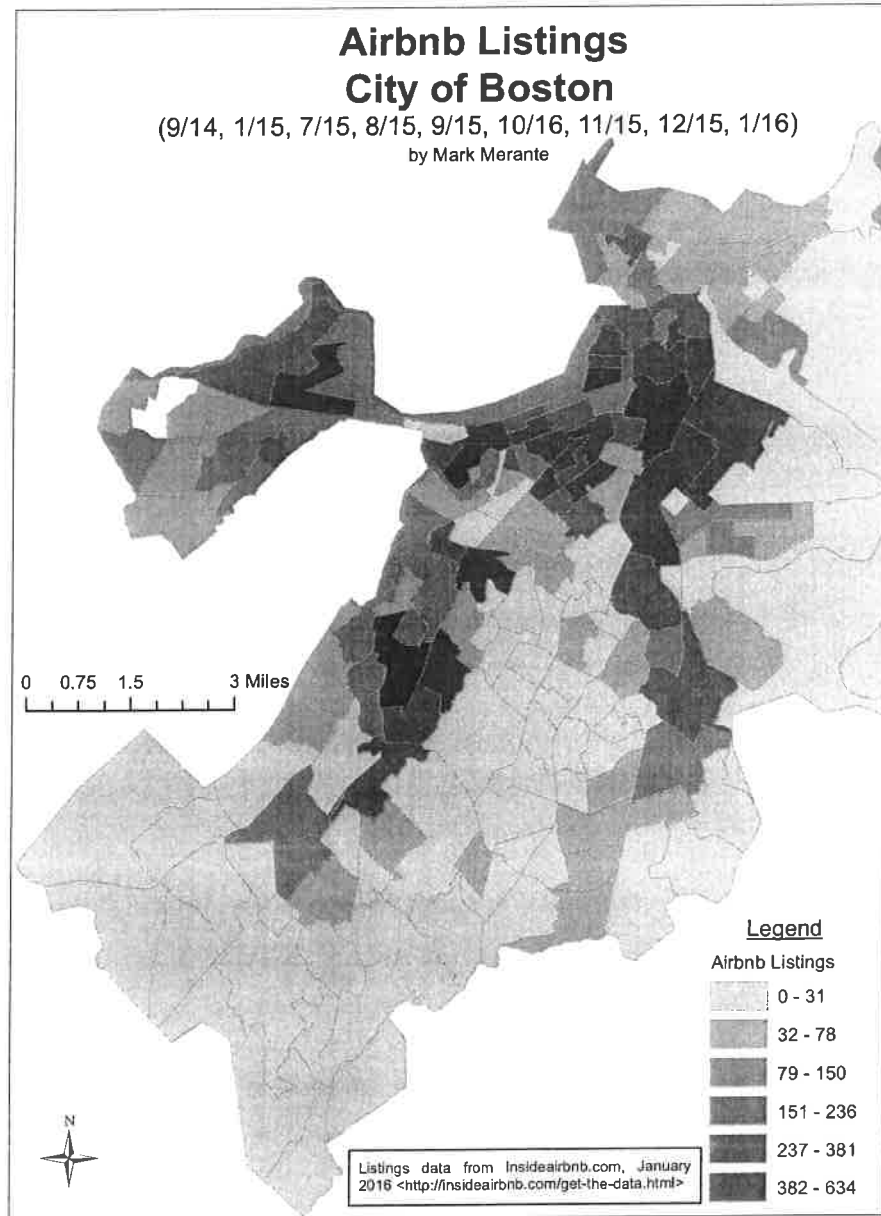 Airbnb Listings
City of Boston
(9/14, 1/15, 7/15, 8/15, 9/15, 10/16, 11/15, 12/15, 1/16)
by Mark Merante
0 0.75 1.5 3 Miles
Legend
Airbnb Listings
0 - 31
32 - 78
79 - 150
151 - 236
237 - 381
382 - 634
N
Listings data from Insideairbnb.com, January
2016 <http://insideairbnb.com/get-the-data.html>